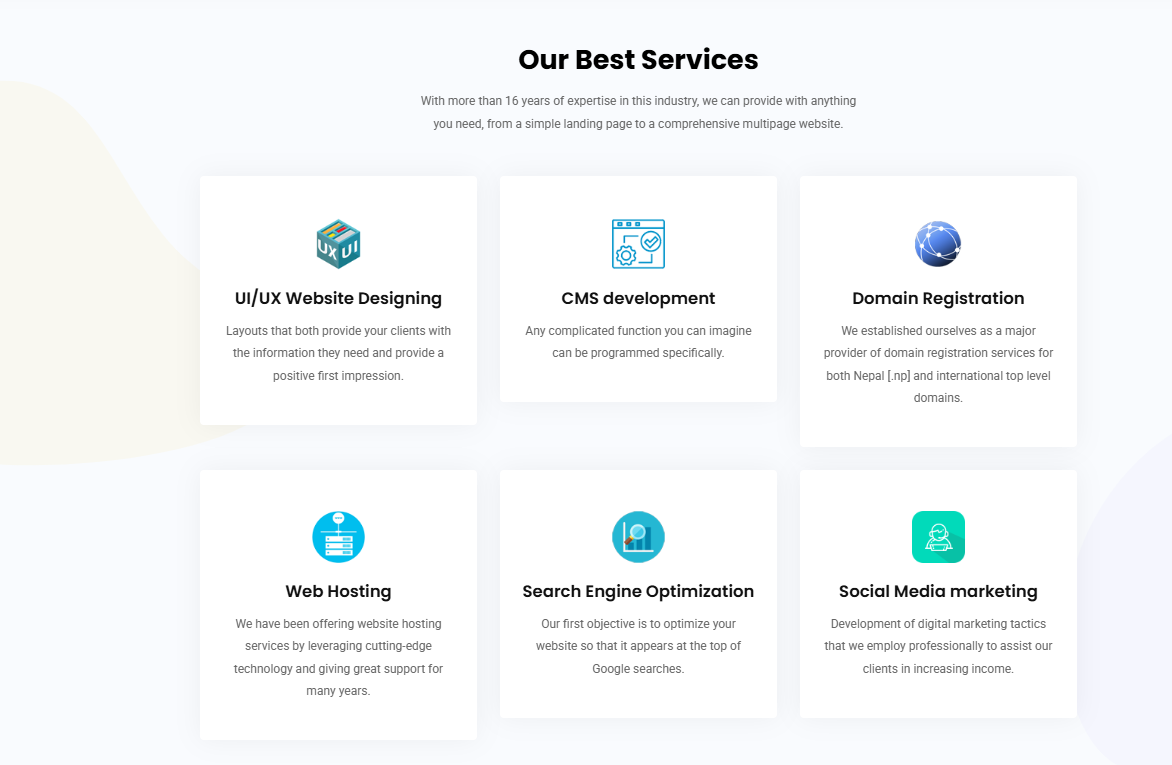 Our Best Services
With more than 16 years of expertise in this industry, we can provide with anything
you need, from a simple landing page to a comprehensive multipage website.
UX UI
UI/UX Website Designing
Layouts that both provide your clients with
the information they need and provide a
positive first impression.
CMS development
Any complicated function you can imagine
can be programmed specifically.
Domain Registration
We established ourselves as a major
provider of domain registration services for
both Nepal [.np] and international top level
domains.
Web Hosting
We have been offering website hosting
services by leveraging cutting-edge
technology and giving great support for
many years.
Search Engine Optimization
Our first objective is to optimize your
website so that it appears at the top of
Google searches.
Social Media marketing
Development of digital marketing tactics
that we employ professionally to assist our
clients in increasing income.